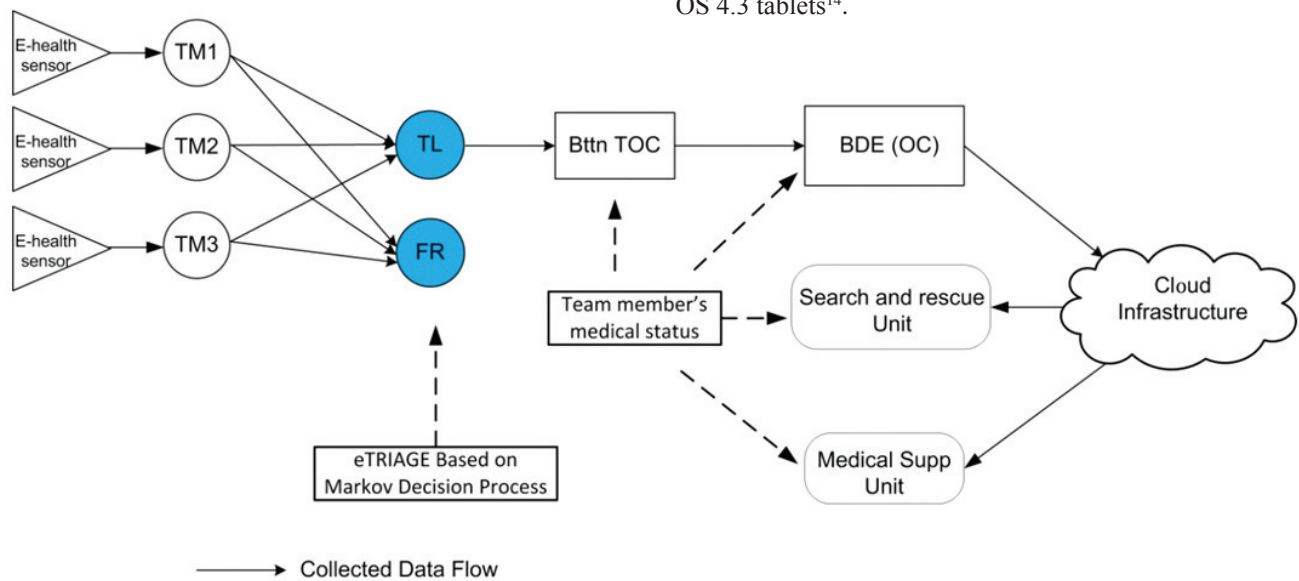 OS 4.3 tablets¹⁴.
E-health
sensor
TM1
E-health
sensor
TM2
E-health
sensor
TM3
TL
FR
Bttn TOC
BDE (OC)
Team member's
medical status
Search and rescue
Unit
Cloud
Infrastructure
eTRIAGE Based on
Markov Decision Process
Medical Supp
Unit
Collected Data Flow